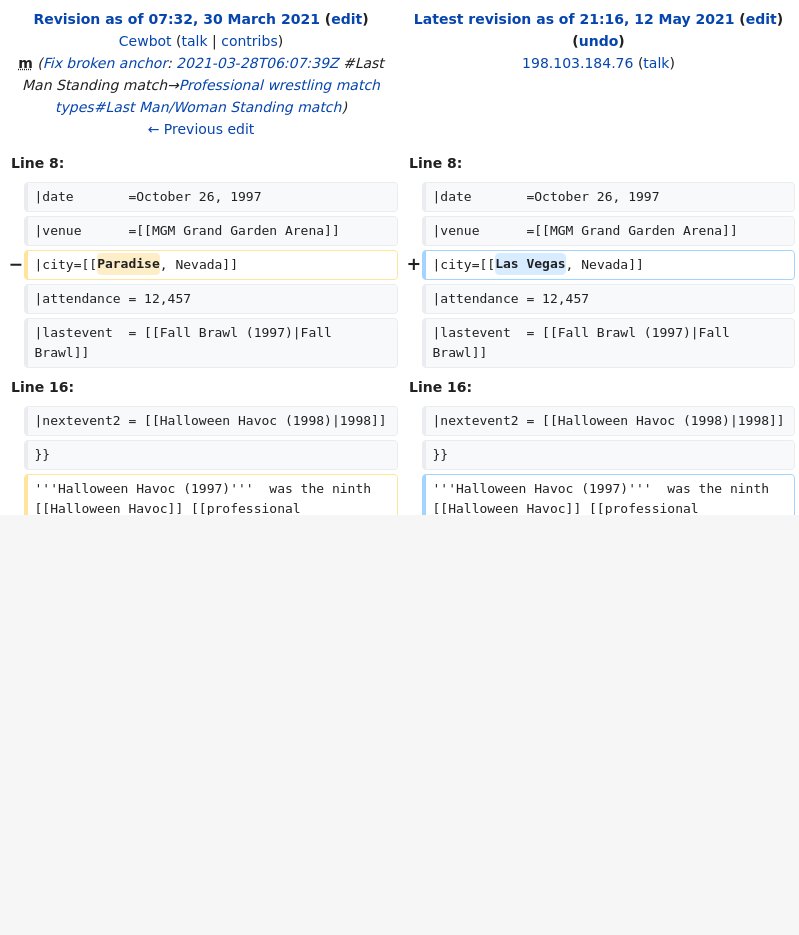 Revision as of 07:32, 30 March 2021 (edit)
Cewbot (talk | contribs)
m (Fix broken anchor: 2021-03-28T06:07:39Z #Last
Man Standing match→Professional wrestling match
types#Last Man/Woman Standing match)
← Previous edit
Latest revision as of 21:16, 12 May 2021 (edit)
(undo)
198.103.184.76 (talk)
Line 8:
Line 8:
|date       =October 26, 1997
|date       =October 26, 1997
|venue      =[[MGM Grand Garden Arena]]
|venue      =[[MGM Grand Garden Arena]]
− |city=[[Paradise, Nevada]]
+ |city=[[Las Vegas, Nevada]]
|attendance = 12,457
|attendance = 12,457
|lastevent  = [[Fall Brawl (1997)|Fall
Brawl]]
|lastevent  = [[Fall Brawl (1997)|Fall
Brawl]]
Line 16:
Line 16:
|nextevent2 = [[Halloween Havoc (1998)|1998]]
|nextevent2 = [[Halloween Havoc (1998)|1998]]
}}
}}
'''Halloween Havoc (1997)'''  was the ninth
[[Halloween Havoc]] [[professional
'''Halloween Havoc (1997)'''  was the ninth
[[Halloween Havoc]] [[professional